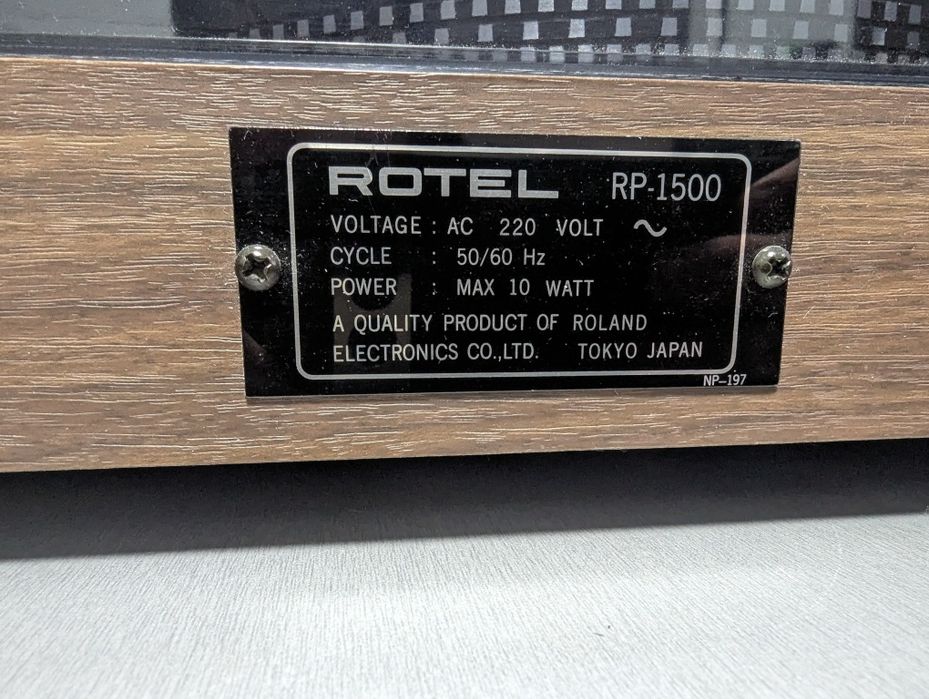 ROTEL RP-1500
VOLTAGE : AC 220 VOLT ~
CYCLE : 50/60 Hz
POWER : MAX 10 WATT
A QUALITY PRODUCT OF ROLAND
ELECTRONICS CO.,LTD. TOKYO JAPAN
NP-197